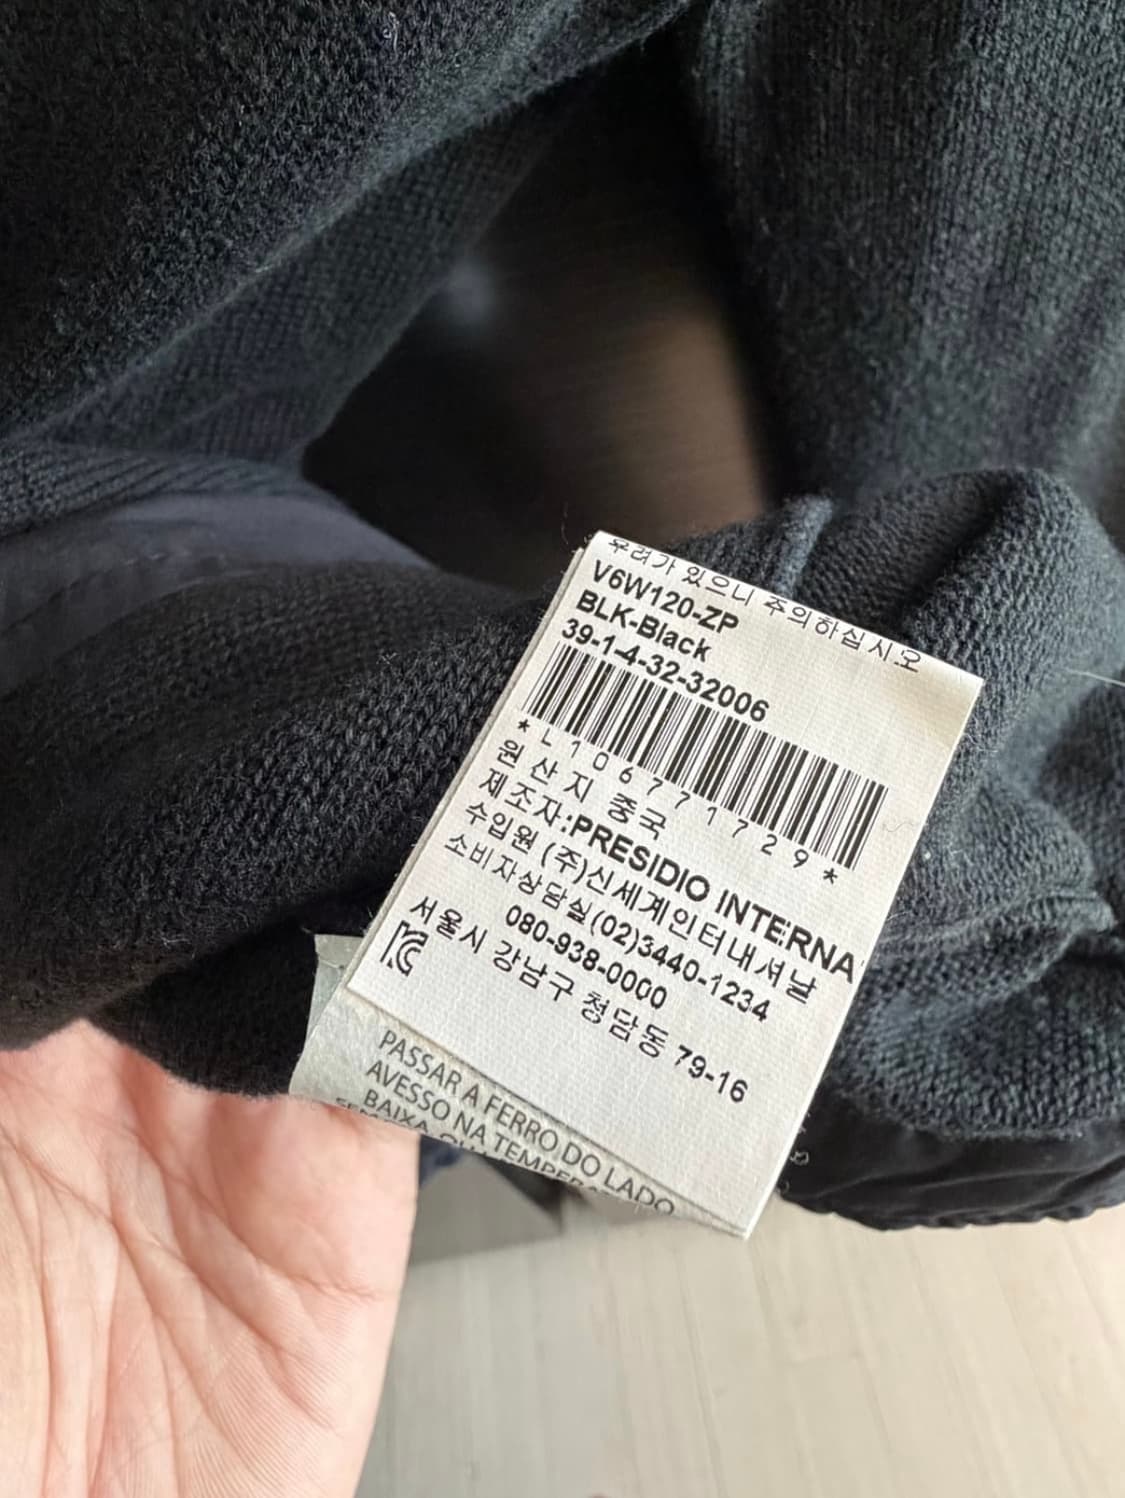 우려가 있으니 주의하십시오
V6W120-ZP
BLK-Black
39-1-4-32-32006
*L106771729*
원산지 중국
제조자:PRESIDIO INTERNA
수입원 (주)신세계인터내셔날
소비자상담실(02)3440-1234
080-938-0000
서울시 강남구 청담동 79-16
PASSAR A FERRO DO LADO
AVESSO NA TEMPERA
BAIXA